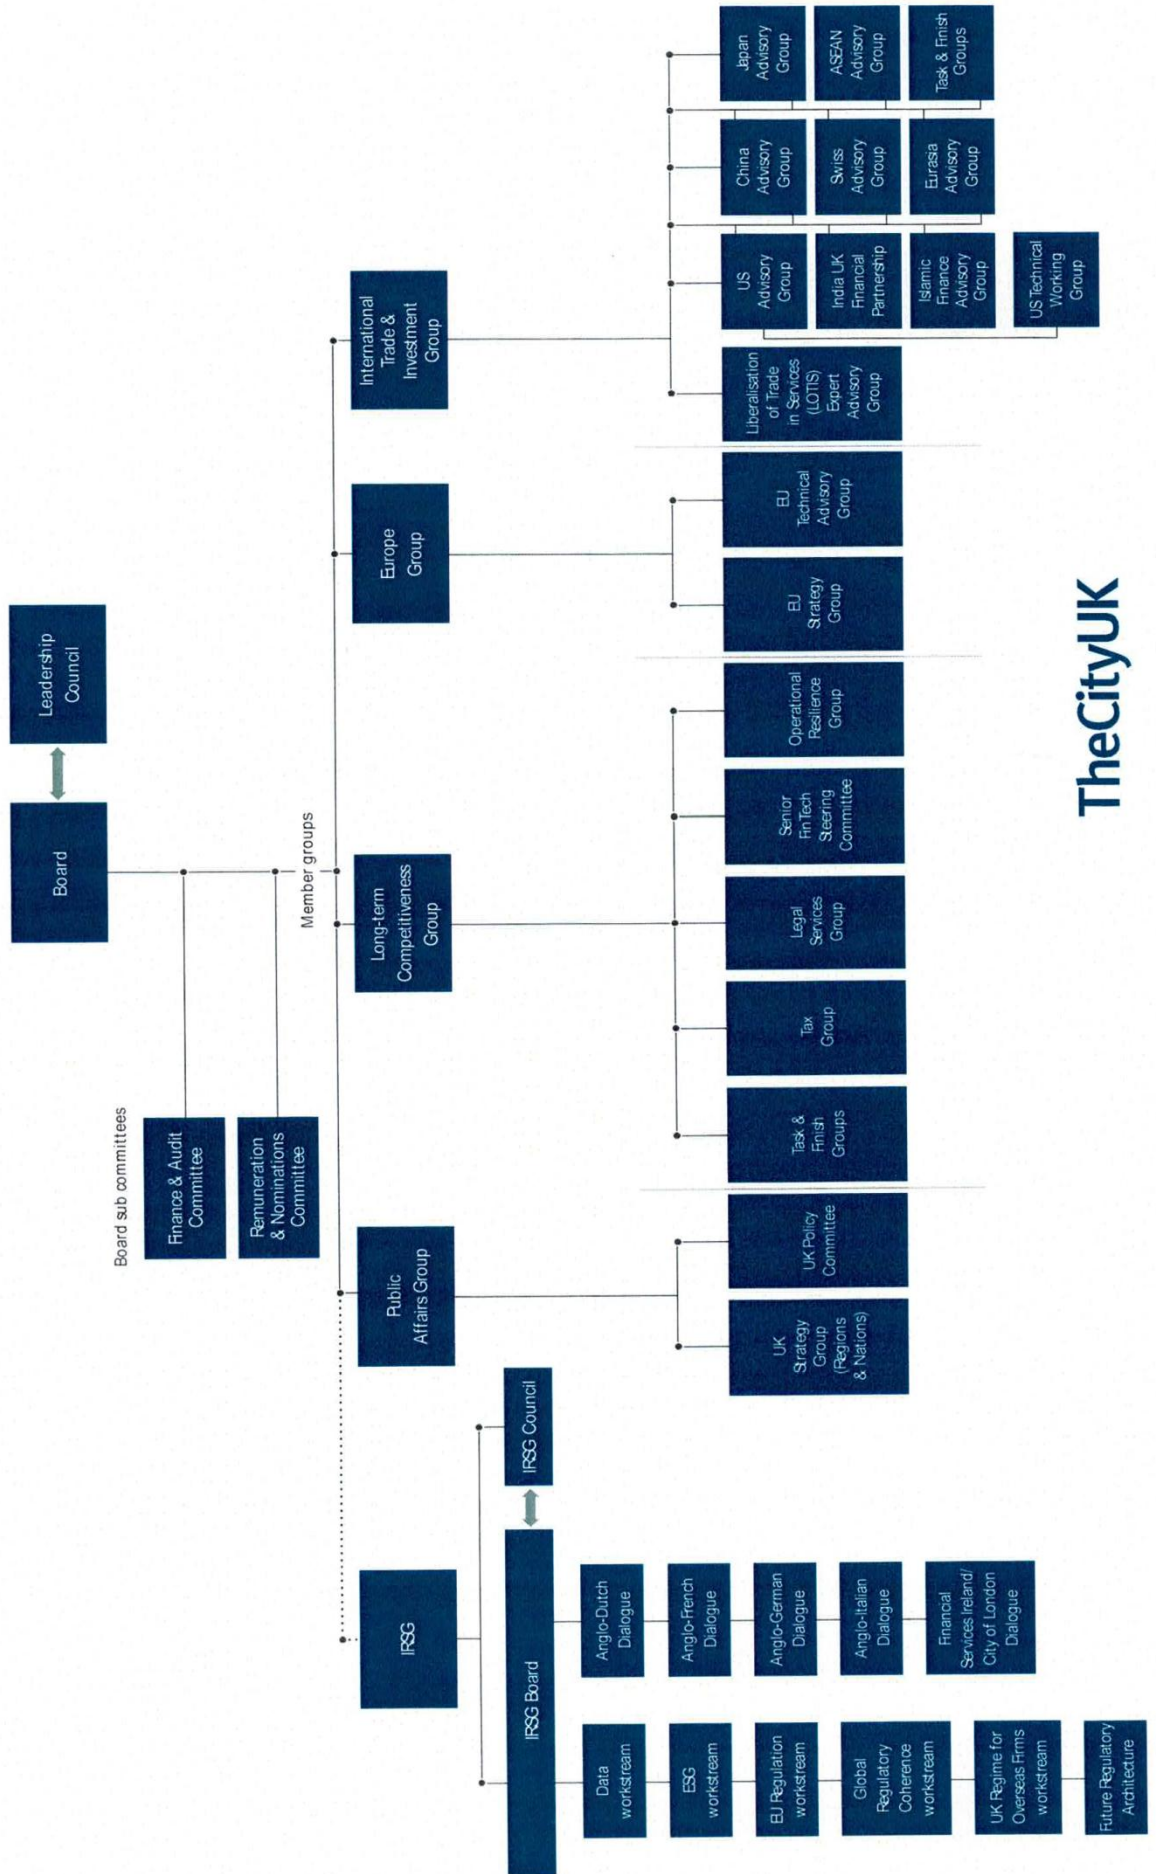 Board
Leadership
Council
Board sub committees
Finance & Audit
Committee
Remuneration
& Nominations
Committee
Member groups
IRSG
Public
Affairs Group
Long-term
Competitiveness
Group
Europe
Group
International
Trade &
Investment
Group
IRSG Board
IRSG Council
Data
workstream
ESG
workstream
EU Regulation
workstream
Global
Regulatory
Coherence
workstream
UK Regime for
Overseas Firms
workstream
Future Regulatory
Architecture
Anglo-Dutch
Dialogue
Anglo-French
Dialogue
Anglo-German
Dialogue
Anglo-Italian
Dialogue
Financial
Services Ireland/
City of London
Dialogue
UK
Strategy
Group
(Regions
& Nations)
UK Policy
Committee
Task &
Finish
Groups
Tax
Group
Legal
Services
Group
Senior
FinTech
Steering
Committee
Operational
Resilience
Group
EU
Strategy
Group
EU
Technical
Advisory
Group
Liberalisation
of Trade
in Services
(LOTIS)
Expert
Advisory
Group
US
Advisory
Group
India UK
Financial
Partnership
Islamic
Finance
Advisory
Group
US Technical
Working
Group
China
Advisory
Group
Swiss
Advisory
Group
Eurasia
Advisory
Group
Japan
Advisory
Group
ASEAN
Advisory
Group
Task & Finish
Groups
TheCityUK